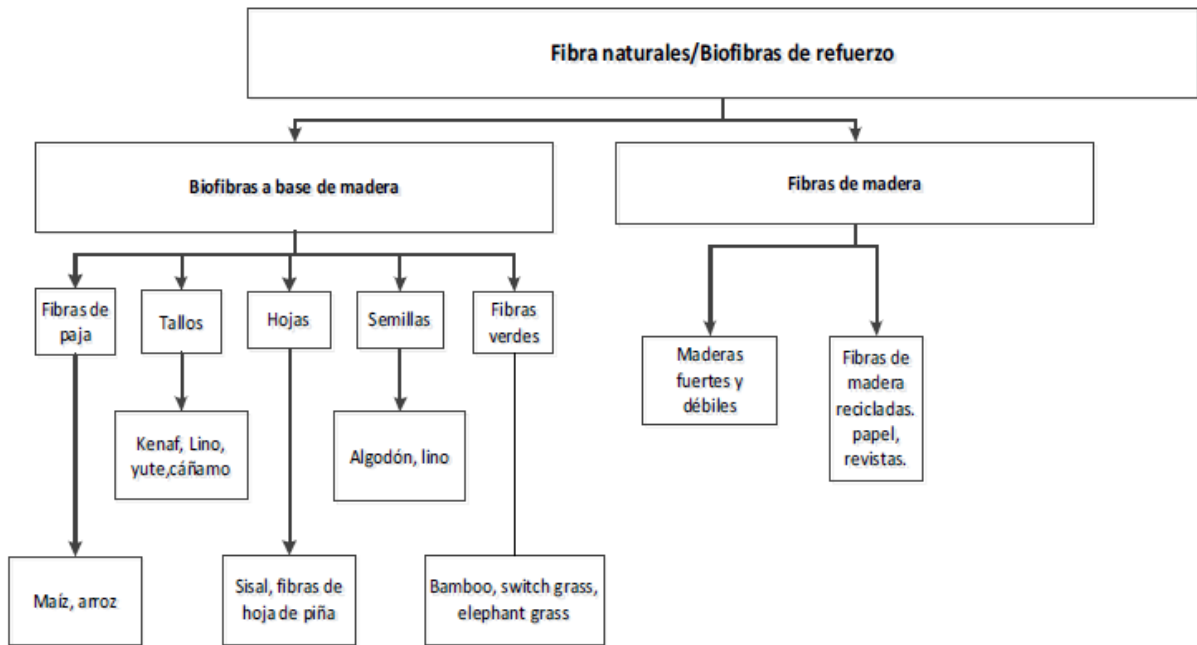 Fibra naturales/Biofibras de refuerzo
Biofibras a base de madera
Fibras de madera
Fibras de
paja
Tallos
Hojas
Semillas
Fibras
verdes
Maderas
fuertes y
débiles
Fibras de
madera
recicladas.
papel,
revistas.
Kenaf, Lino,
yute,cáñamo
Algodón, lino
Maíz, arroz
Sisal, fibras de
hoja de piña
Bamboo, switch grass,
elephant grass